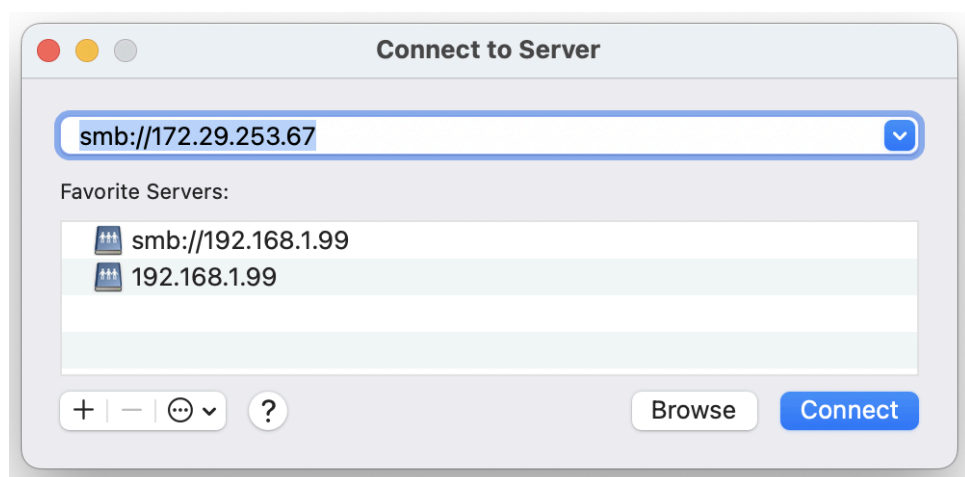 Connect to Server
smb://172.29.253.67
Favorite Servers:
smb://192.168.1.99
192.168.1.99
? Browse Connect